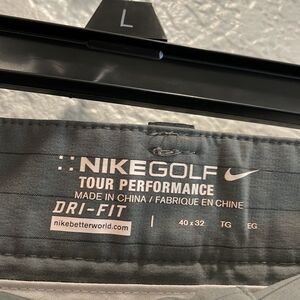 L
NIKEGOLF
TOUR PERFORMANCE
MADE IN CHINA / FABRIQUE EN CHINE
DRI-FIT
nikebetterworld.com | 40 x 32 TG EG